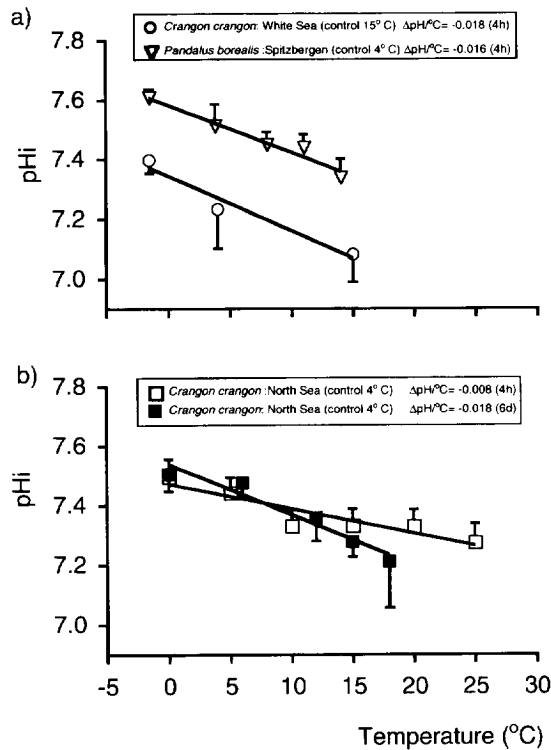 a)
Crangon crangon: White Sea (control 15° C) ΔpH/°C= -0.018 (4h)
Pandalus borealis :Spitzbergen (control 4° C) ΔpH/°C= -0.016 (4h)
7.8
7.6
7.4
7.2
7.0
pHi
b)
Crangon crangon :North Sea (control 4° C) ΔpH/°C= -0.008 (4h)
Crangon crangon: North Sea (control 4° C) ΔpH/°C= -0.018 (6d)
7.8
7.6
7.4
7.2
7.0
pHi
-5 0 5 10 15 20 25 30
Temperature (°C)